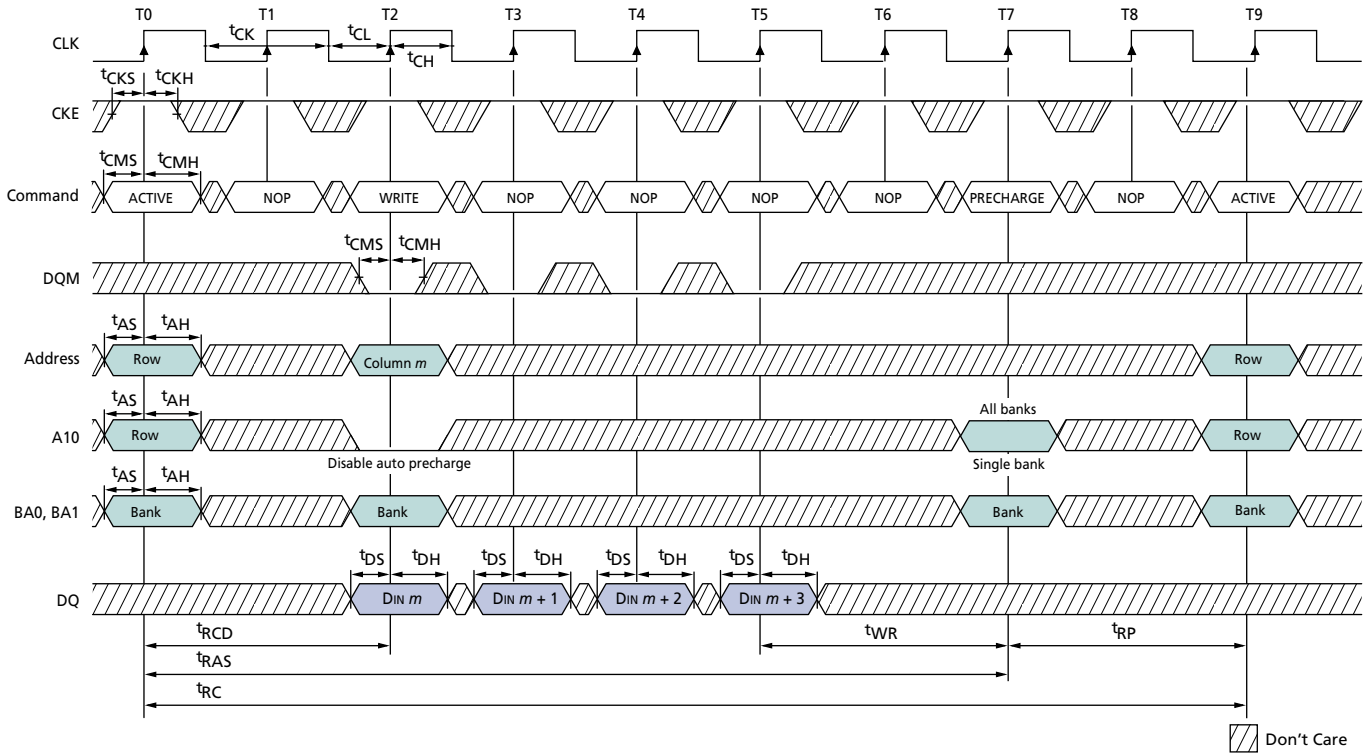 T0 T1 T2 T3 T4 T5 T6 T7 T8 T9
CLK tCK tCL tCH
tCKS tCKH
CKE
tCMS tCMH
Command ACTIVE NOP WRITE NOP NOP NOP NOP PRECHARGE NOP ACTIVE
tCMS tCMH
DQM
tAS tAH
Address Row Column m Row
tAS tAH All banks
A10 Row Row
Disable auto precharge Single bank
tAS tAH
BA0, BA1 Bank Bank Bank Bank
tDS tDH tDS tDH tDS tDH tDS tDH
DQ DIN m DIN m + 1 DIN m + 2 DIN m + 3
tRCD tWR tRP
tRAS
tRC
Don't Care